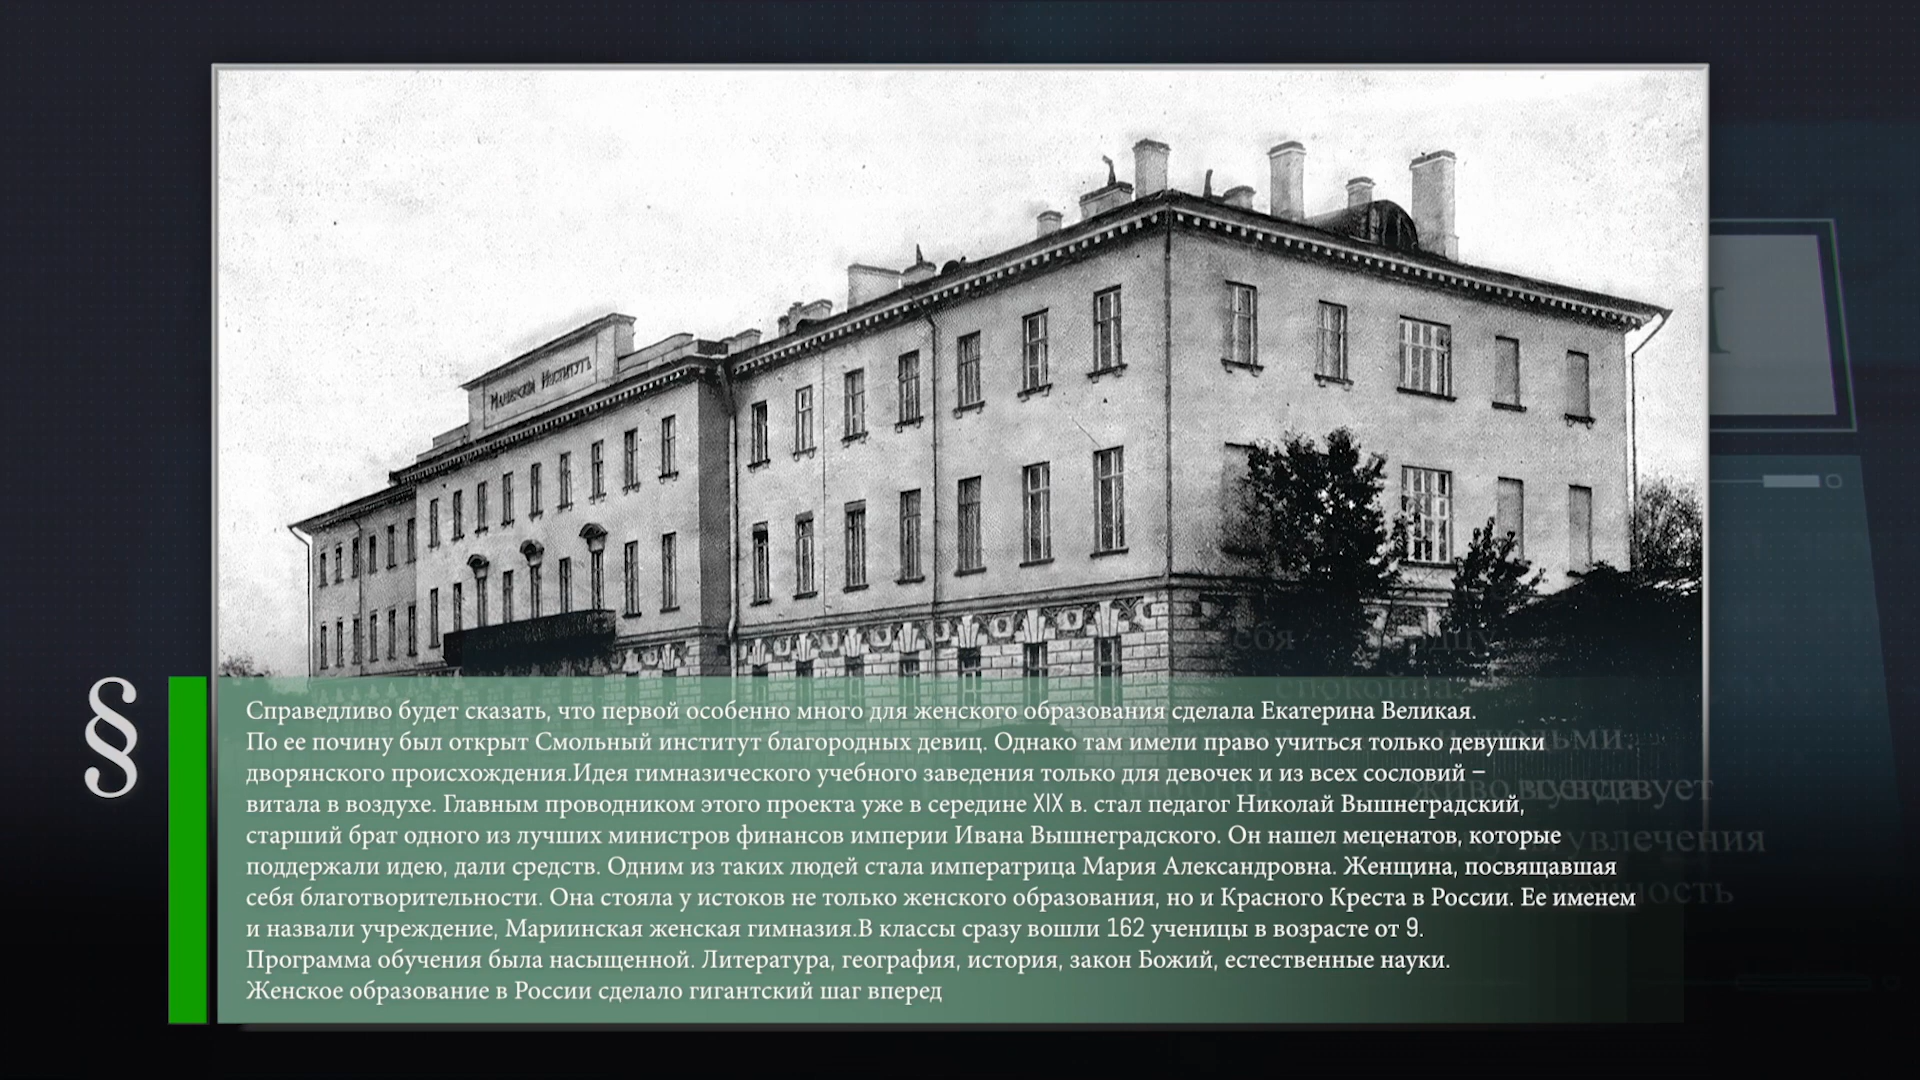 Маріинскій Институтъ
§
Справедливо будет сказать, что первой особенно много для женского образования сделала Екатерина Великая.
По ее почину был открыт Смольный институт благородных девиц. Однако там имели право учиться только девушки
дворянского происхождения.Идея гимназического учебного заведения только для девочек и из всех сословий –
витала в воздухе. Главным проводником этого проекта уже в середине XIX в. стал педагог Николай Вышнеградский,
старший брат одного из лучших министров финансов империи Ивана Вышнеградского. Он нашел меценатов, которые
поддержали идею, дали средств. Одним из таких людей стала императрица Мария Александровна. Женщина, посвящавшая
себя благотворительности. Она стояла у истоков не только женского образования, но и Красного Креста в России. Ее именем
и назвали учреждение, Мариинская женская гимназия.В классы сразу вошли 162 ученицы в возрасте от 9.
Программа обучения была насыщенной. Литература, география, история, закон Божий, естественные науки.
Женское образование в России сделало гигантский шаг вперед